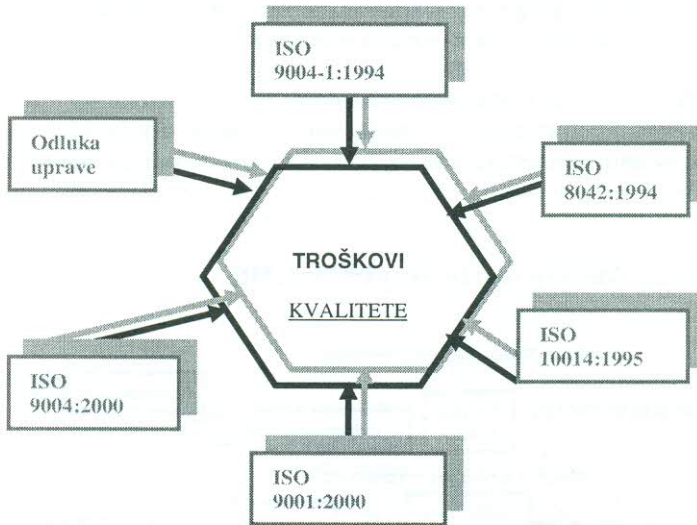 ISO
9004-1:1994
Odluka
uprave
ISO
8042:1994
TROŠKOVI
KVALITETE
ISO
9004:2000
ISO
10014:1995
ISO
9001:2000